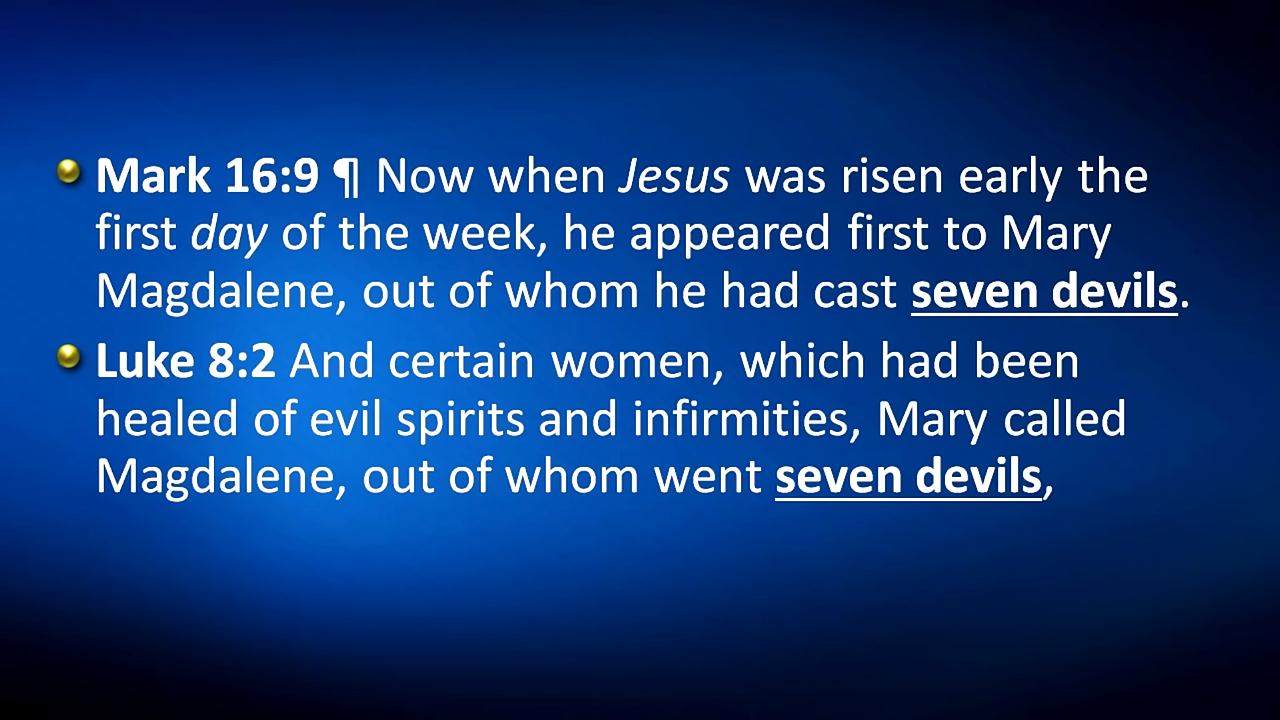 Mark 16:9 ¶ Now when Jesus was risen early the
first day of the week, he appeared first to Mary
Magdalene, out of whom he had cast seven devils.
Luke 8:2 And certain women, which had been
healed of evil spirits and infirmities, Mary called
Magdalene, out of whom went seven devils,